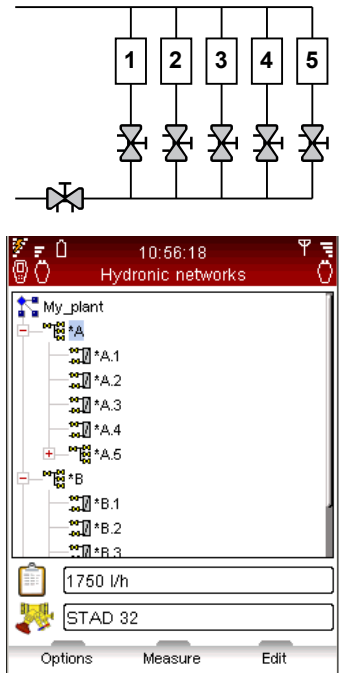 1 2 3 4 5
10:56:18
Hydronic networks
My_plant
*A
*A.1
*A.2
*A.3
*A.4
*A.5
*B
*B.1
*B.2
*B.3
1750 l/h
STAD 32
Options Measure Edit